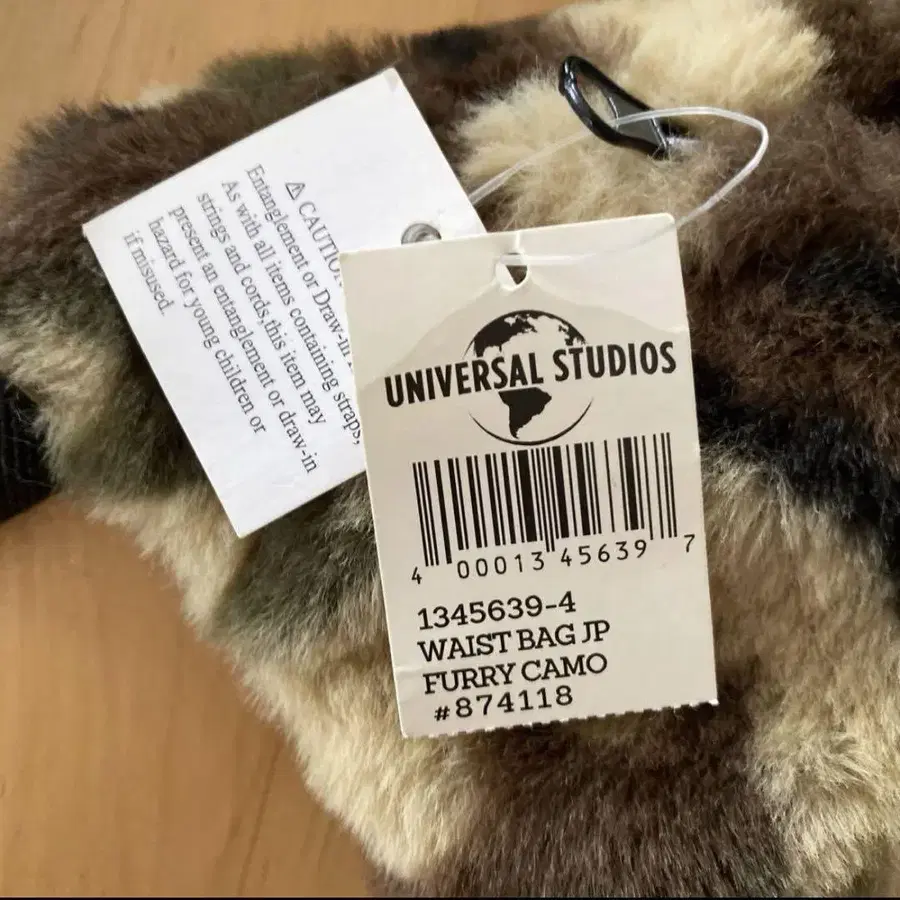 ⚠ CAUTION
Entanglement or Draw-in
As with all items containing straps,
strings and cords,this item may
present an entanglement or draw-in
hazard for young children or
if misused.
UNIVERSAL STUDIOS
4 00013 45639 7
1345639-4
WAIST BAG JP
FURRY CAMO
#874118